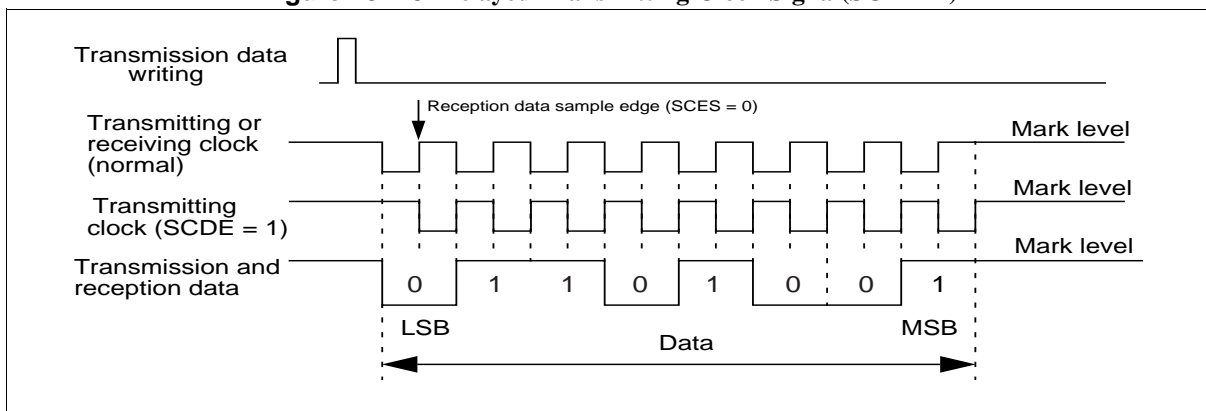 Transmission data
writing
Reception data sample edge (SCES = 0)
Transmitting or
receiving clock
(normal)
Mark level
Transmitting
clock (SCDE = 1)
Mark level
Transmission and
reception data
Mark level
0 1 1 0 1 0 0 1
LSB MSB
Data